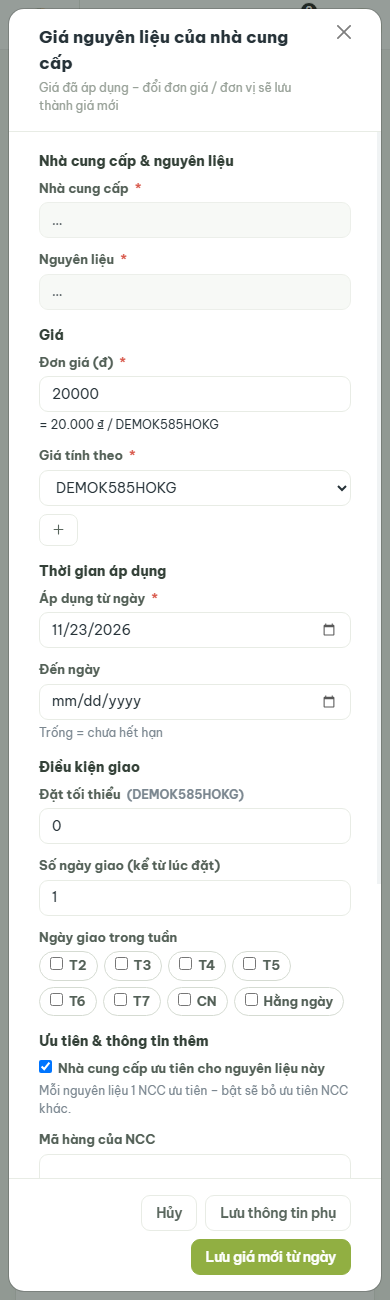 Giá nguyên liệu của nhà cung
cấp
Giá đã áp dụng – đổi đơn giá / đơn vị sẽ lưu
thành giá mới
Nhà cung cấp & nguyên liệu
Nhà cung cấp *
...
Nguyên liệu *
...
Giá
Đơn giá (đ) *
20000
= 20.000 ₫ / DEMOK585HOKG
Giá tính theo *
DEMOK585HOKG
+
Thời gian áp dụng
Áp dụng từ ngày *
11/23/2026
Đến ngày
mm/dd/yyyy
Trống = chưa hết hạn
Điều kiện giao
Đặt tối thiểu (DEMOK585HOKG)
0
Số ngày giao (kể từ lúc đặt)
1
Ngày giao trong tuần
T2 T3 T4 T5
T6 T7 CN Hằng ngày
Ưu tiên & thông tin thêm
Nhà cung cấp ưu tiên cho nguyên liệu này
Mỗi nguyên liệu 1 NCC ưu tiên – bật sẽ bỏ ưu tiên NCC
khác.
Mã hàng của NCC
Hủy Lưu thông tin phụ
Lưu giá mới từ ngày